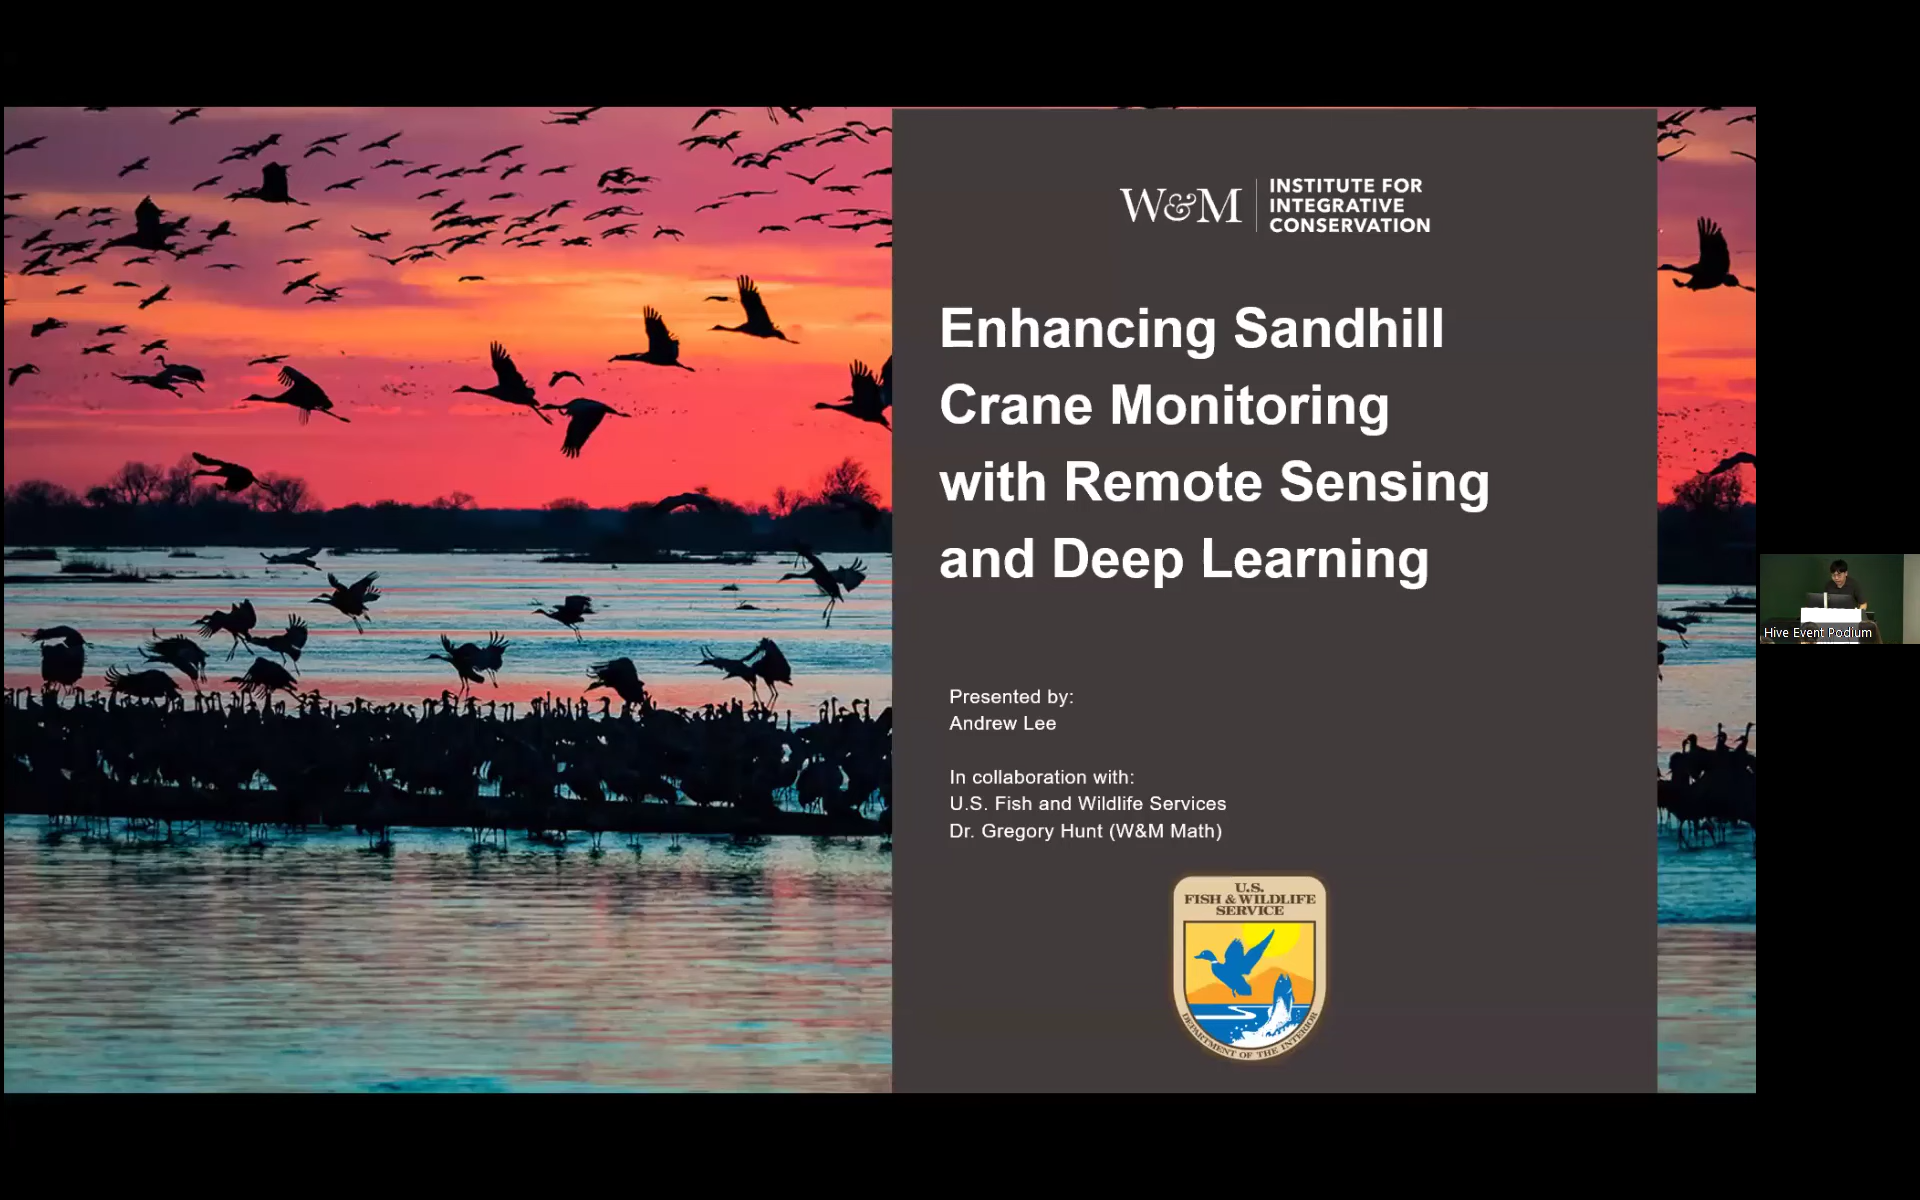 W&M
INSTITUTE FOR
INTEGRATIVE
CONSERVATION
Enhancing Sandhill
Crane Monitoring
with Remote Sensing
and Deep Learning
Presented by:
Andrew Lee
In collaboration with:
U.S. Fish and Wildlife Services
Dr. Gregory Hunt (W&M Math)
U.S.
FISH & WILDLIFE
SERVICE
DEPARTMENT OF THE INTERIOR
Hive Event Podium